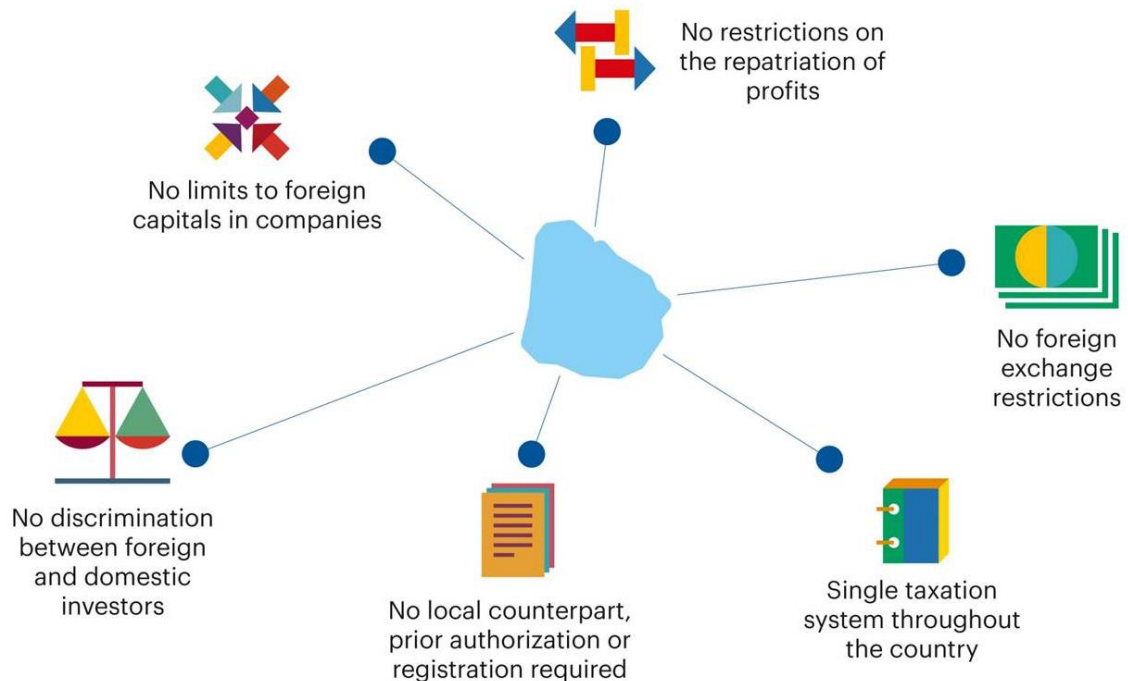 No restrictions on
the repatriation of
profits
No limits to foreign
capitals in companies
No foreign
exchange
restrictions
No discrimination
between foreign
and domestic
investors
No local counterpart,
prior authorization or
registration required
Single taxation
system throughout
the country